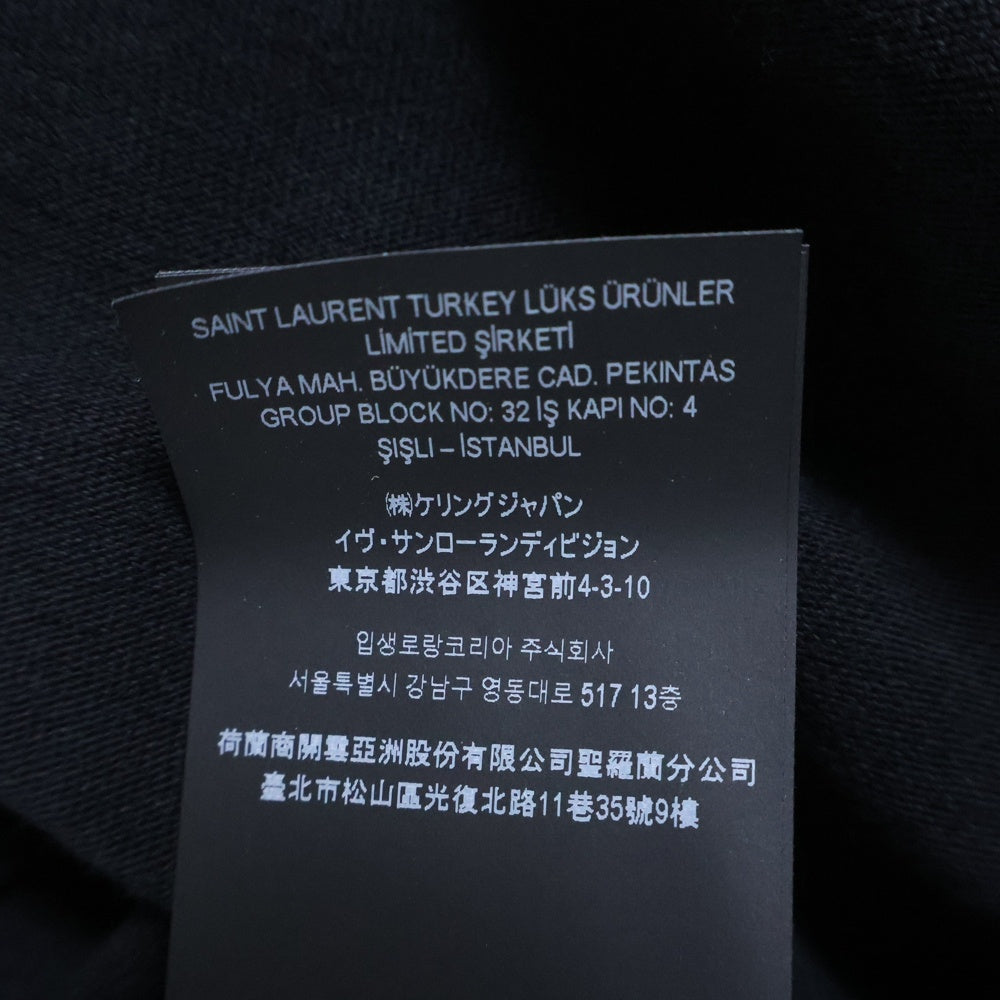 SAINT LAURENT TURKEY LÜKS ÜRÜNLER
LİMİTED ŞİRKETİ
FULYA MAH. BÜYÜKDERE CAD. PEKINTAS
GROUP BLOCK NO: 32 İŞ KAPI NO: 4
ŞIŞLI – İSTANBUL
㈱ケリングジャパン
イヴ・サンローランディビジョン
東京都渋谷区神宮前4-3-10
입생로랑코리아 주식회사
서울특별시 강남구 영동대로 517 13층
荷蘭商開雲亞洲股份有限公司聖羅蘭分公司
臺北市松山區光復北路11巷35號9樓